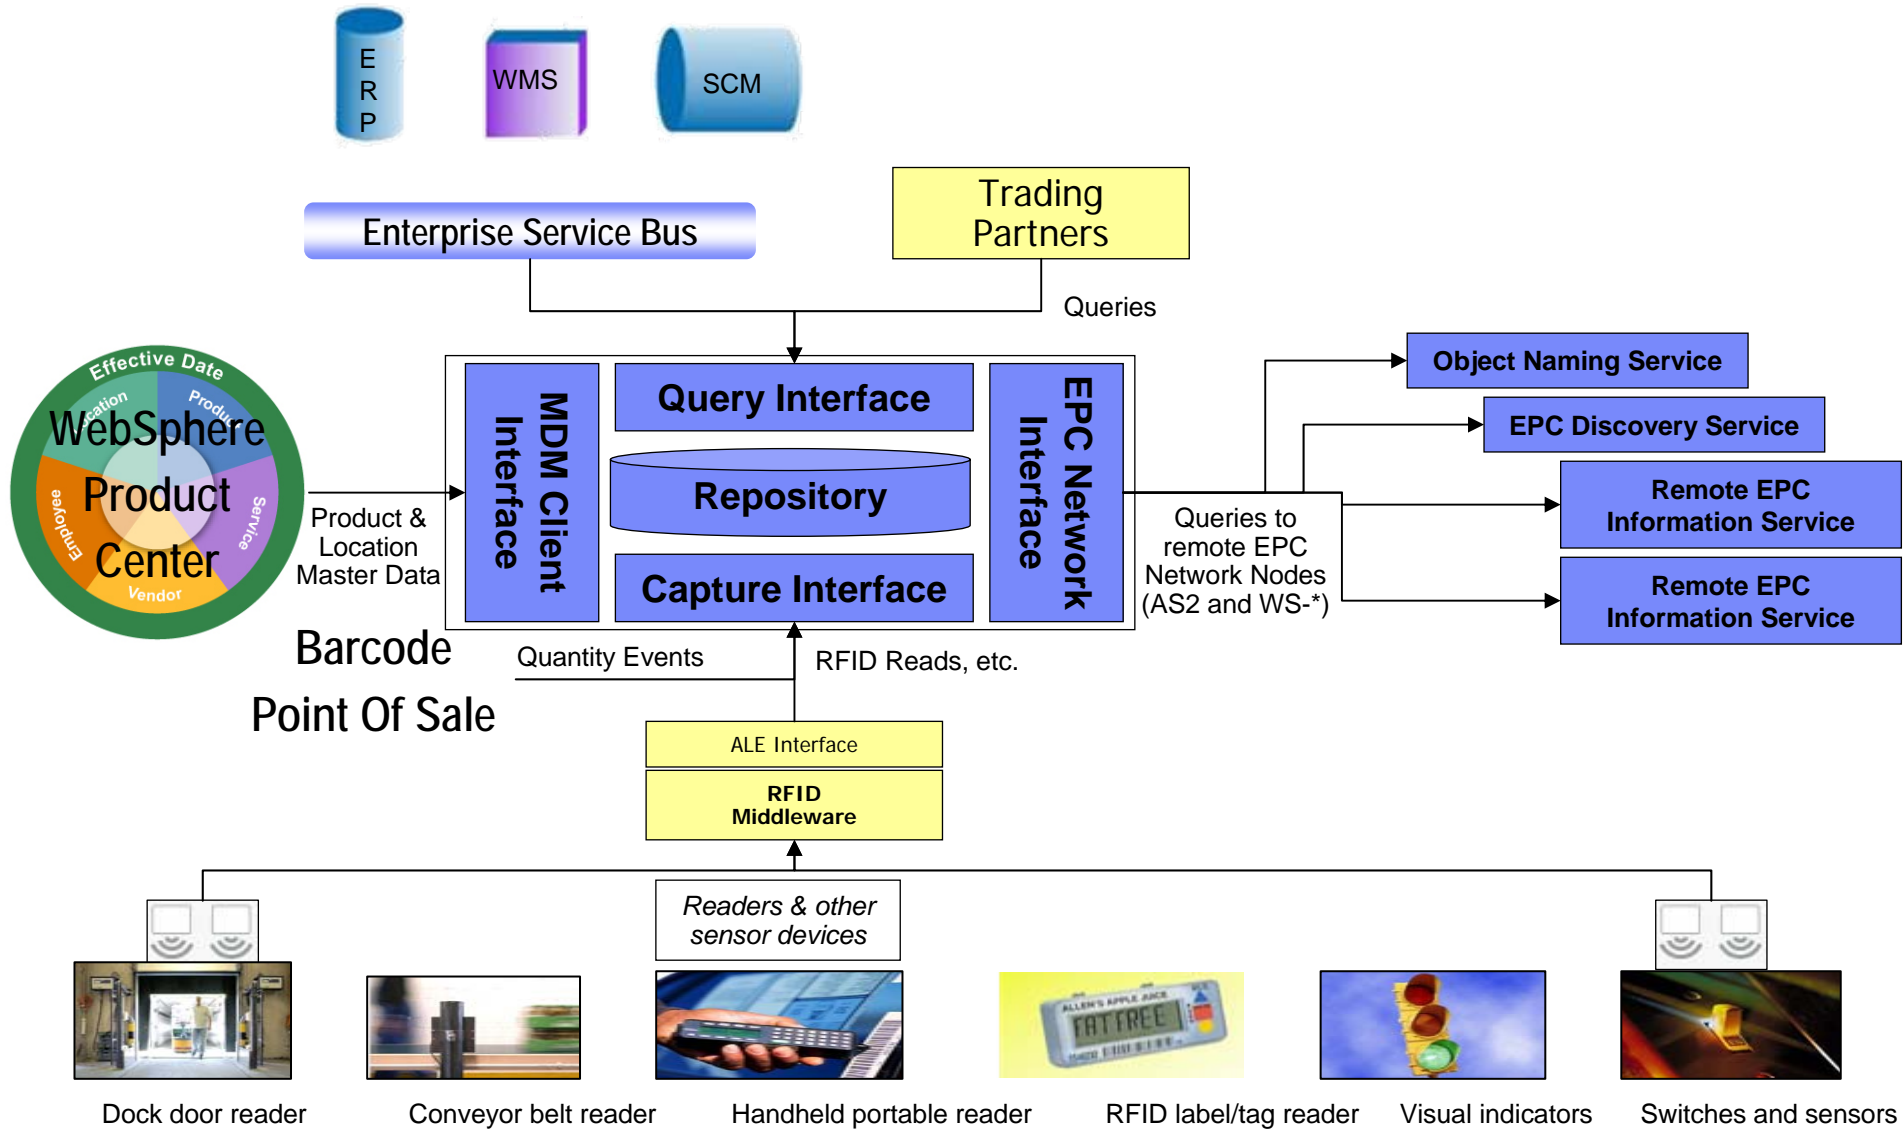 E
R
P
WMS
SCM
Trading
Partners
Enterprise Service Bus
Queries
Effective Date
Location
Product
Service
Vendor
Employee
WebSphere
Product
Center
Product &
Location
Master Data
MDM Client
Interface
Query Interface
Repository
Capture Interface
EPC Network
Interface
Object Naming Service
EPC Discovery Service
Remote EPC
Information Service
Remote EPC
Information Service
Queries to
remote EPC
Network Nodes
(AS2 and WS-*)
Barcode
Point Of Sale
Quantity Events
RFID Reads, etc.
ALE Interface
RFID
Middleware
Readers & other
sensor devices
ALLEN'S APPLE JUICE
FAT FREE
Dock door reader
Conveyor belt reader
Handheld portable reader
RFID label/tag reader
Visual indicators
Switches and sensors